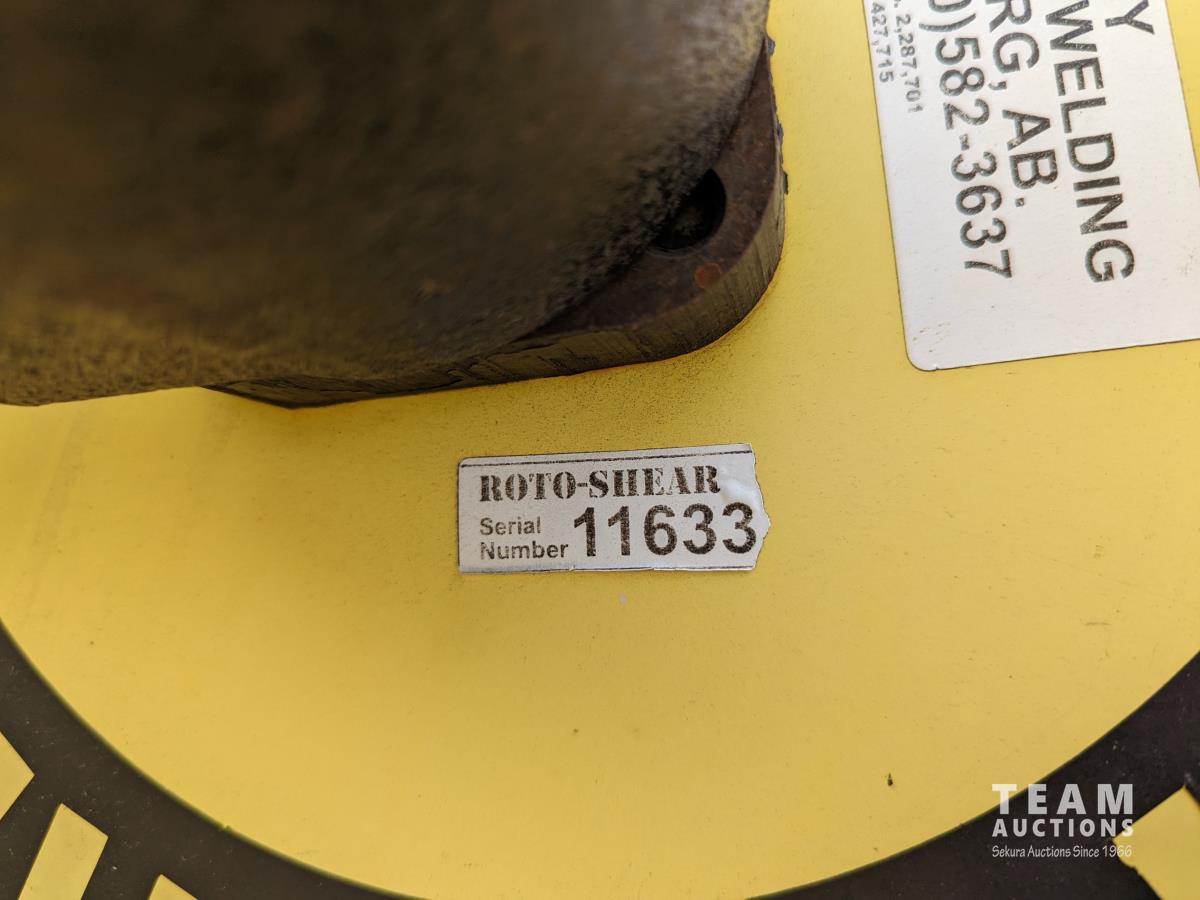 Y
WELDING
RG, AB.
0)582-3637
2,287,701
427,715
ROTO-SHEAR
Serial
Number 11633
TEAM
AUCTIONS
Sekura Auctions Since 1966